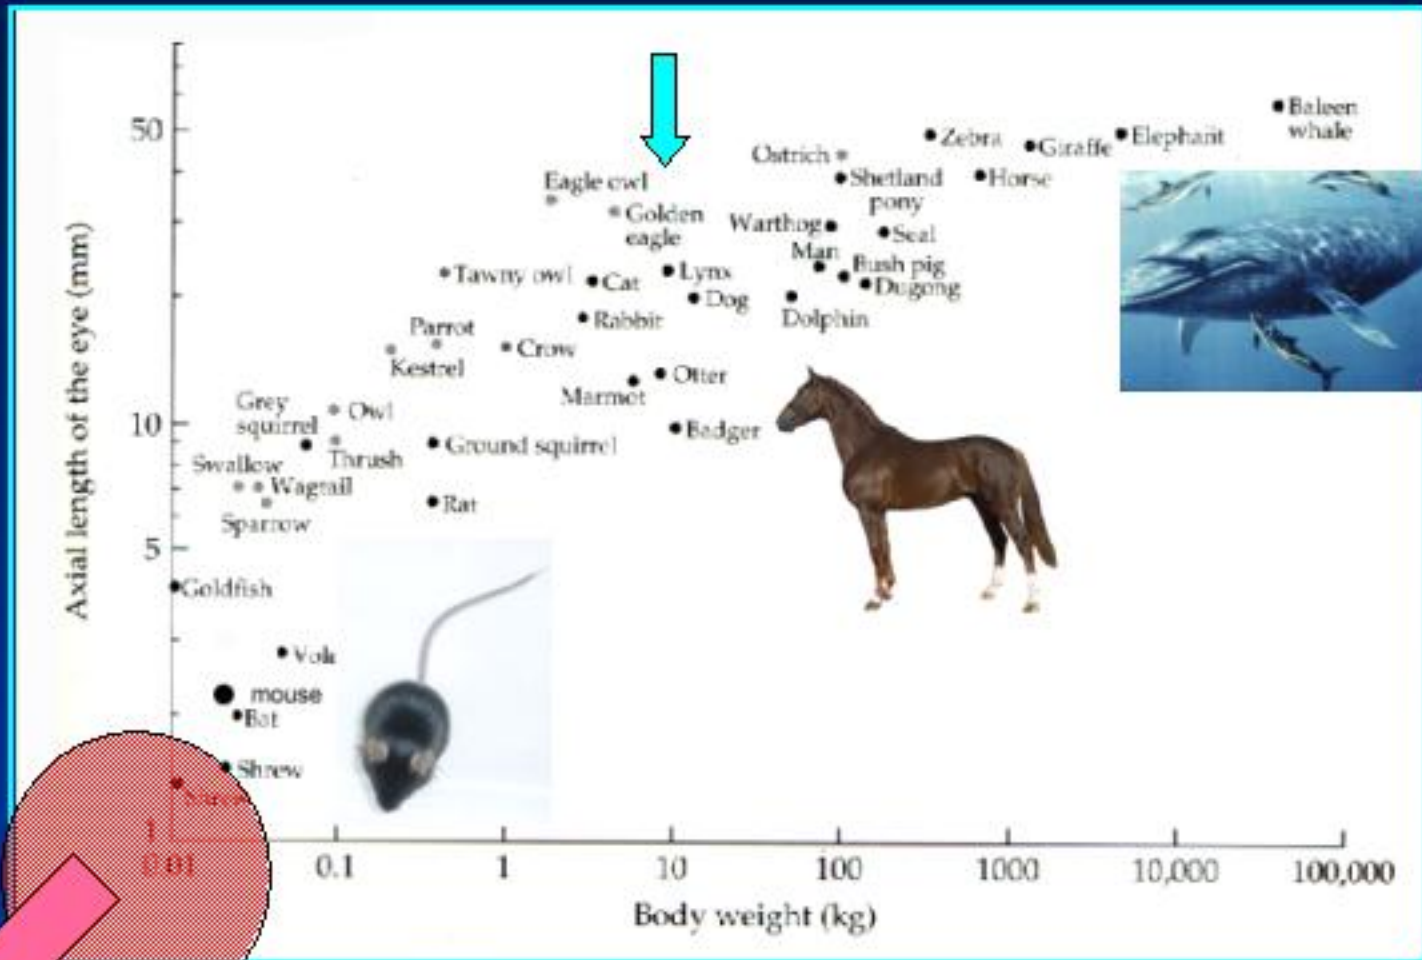 50
10
5
1
Axial length of the eye (mm)
Baleen
whale
Zebra
Giraffe
Elephant
Ostrich
Shetland
pony
Horse
Eagle owl
Golden
eagle
Warthog
Seal
Man
Bush pig
Dugong
Tawny owl
Cat
Lynx
Dog
Rabbit
Dolphin
Parrot
Kestrel
Crow
Marmot
Otter
Grey
squirrel
Owl
Badger
Thrush
Ground squirrel
Swallow
Wagtail
Sparrow
Rat
Goldfish
Vole
mouse
Bat
Shrew
0.01
0.1
1
10
100
1000
10,000
100,000
Body weight (kg)